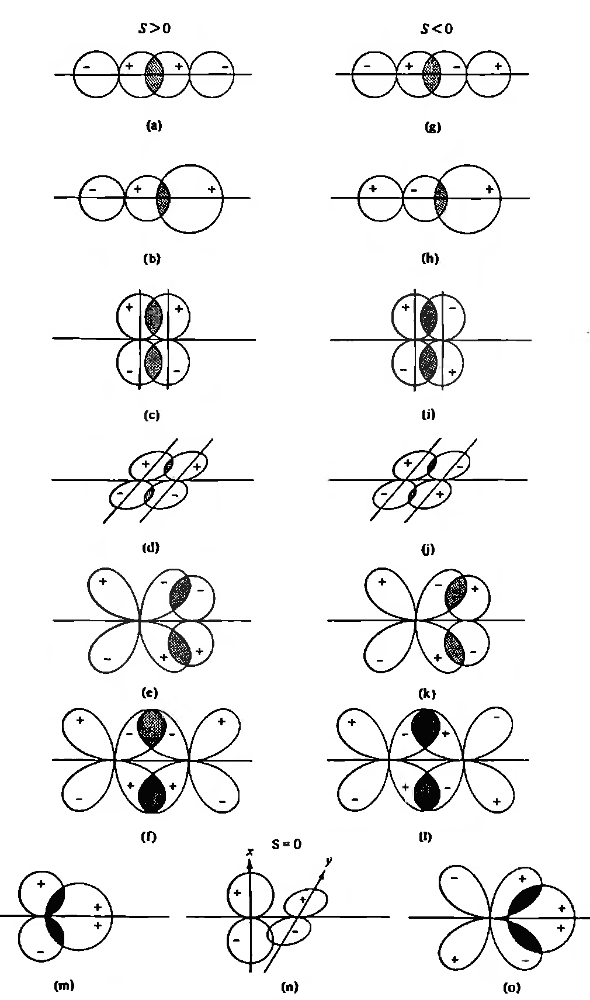 S>0 S<0
- + + - - + - +
(a) (g)
- + + + - +
(b) (h)
+ + + -
- - - +
(c) (i)
+ + + -
- - - +
(d) (j)
+ - - + - +
- + + - + -
(e) (k)
+ - - + + - + -
- + + - - + - +
(f) (l)
S=0
x
y
+ + + + + - + +
- - - + - +
(m) (n) (o)